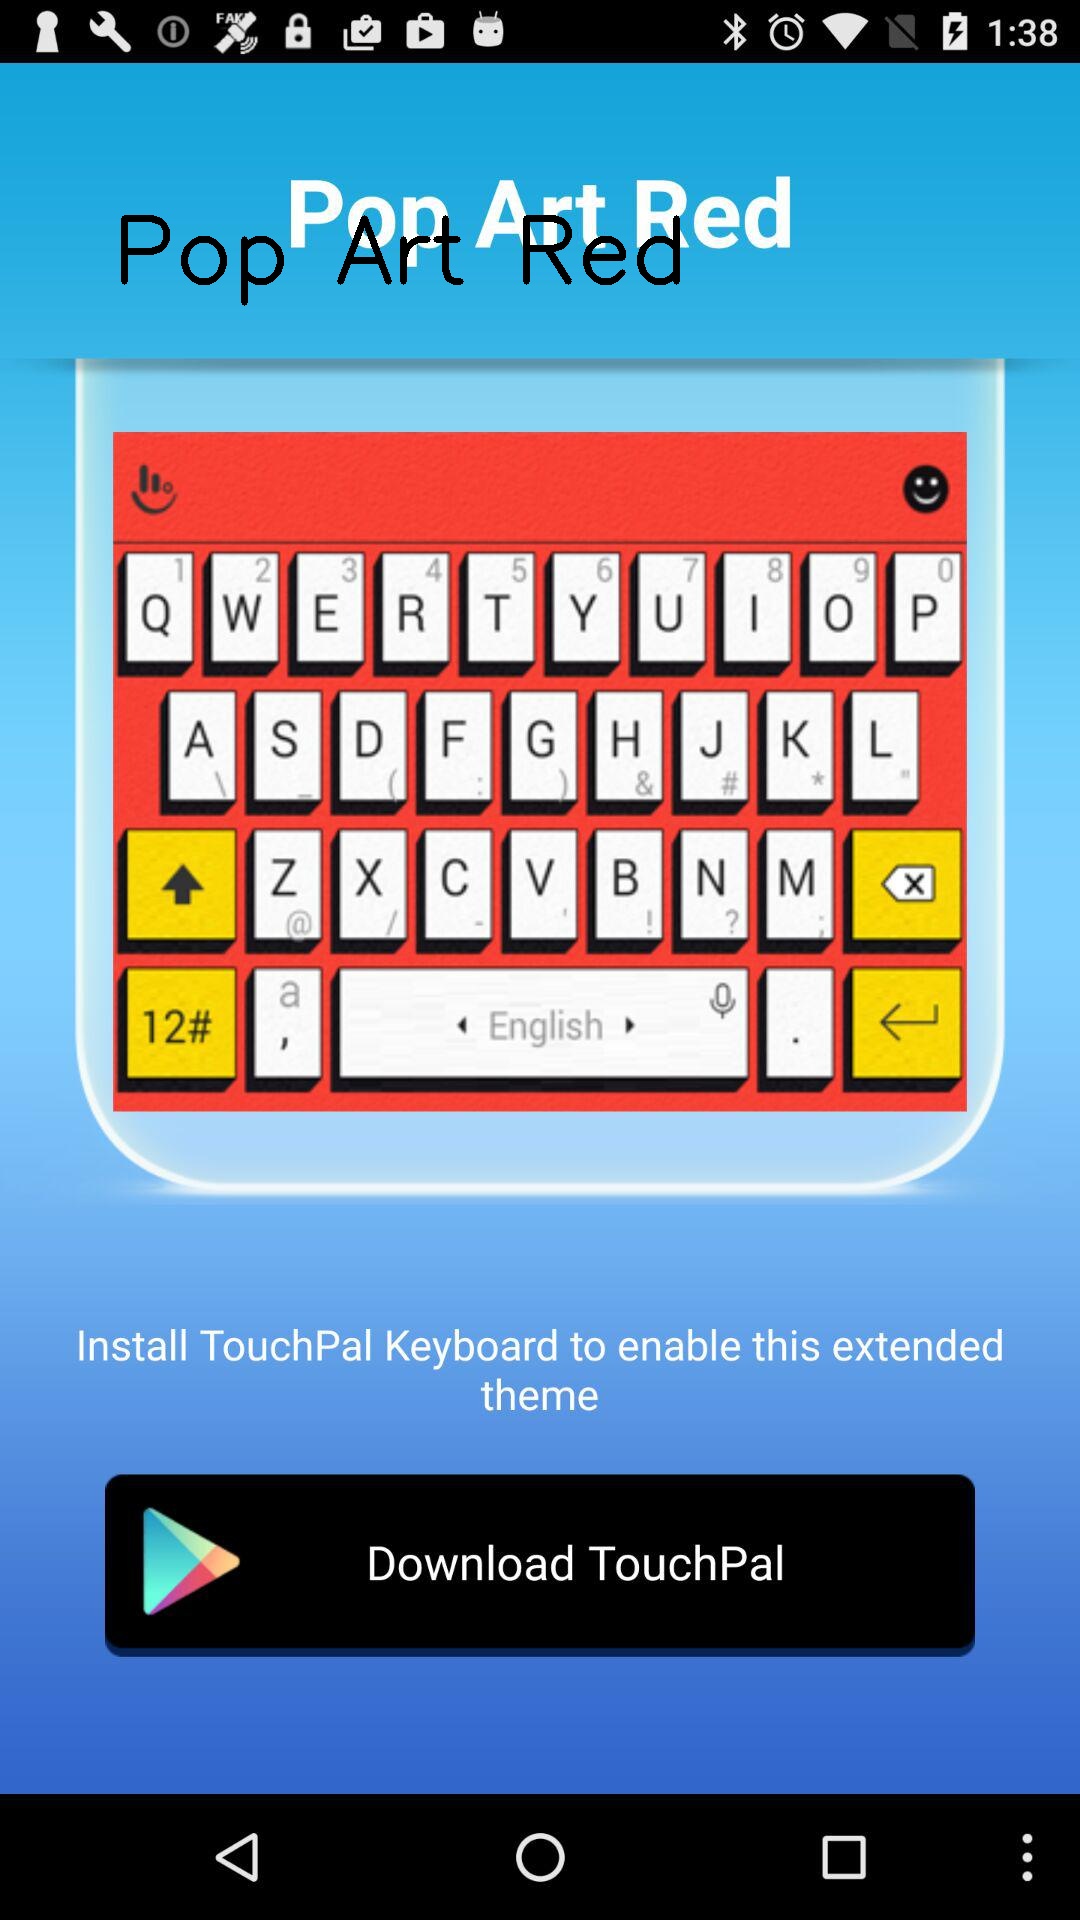 FAKE 1:38
Pop Art Red
Pop Art Red
1 2 3 4 5 6 7 8 9 0
Q W E R T Y U I O P
A S D F G H J K L
\ _ ( : ) & # * "
Z X C V B N M
@ / - ' ! ? ;
a
12# , English .
Install TouchPal Keyboard to enable this extended
theme
Download TouchPal